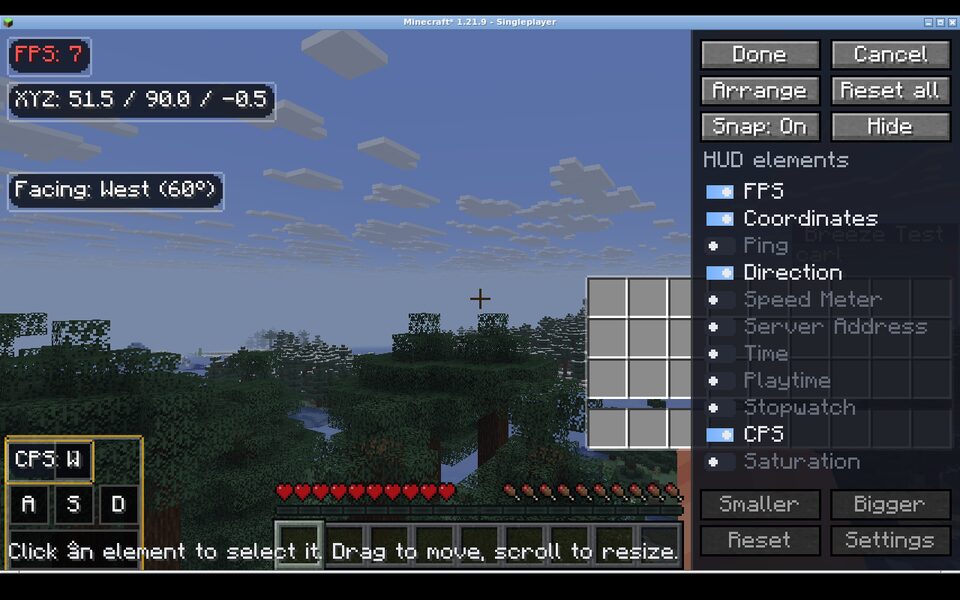 Minecraft* 1.21.9 - Singleplayer
FPS: 7
XYZ: 51.5 / 90.0 / -0.5
Facing: West (60°)
Done
Cancel
Arrange
Reset all
Snap: On
Hide
HUD elements
FPS
Coordinates
Ping
Direction
Speed Meter
Server Address
Time
Playtime
Stopwatch
CPS
Saturation
Smaller
Bigger
Reset
Settings
Breeze Test
CPS
W
A S D
Click an element to select it. Drag to move, scroll to resize.